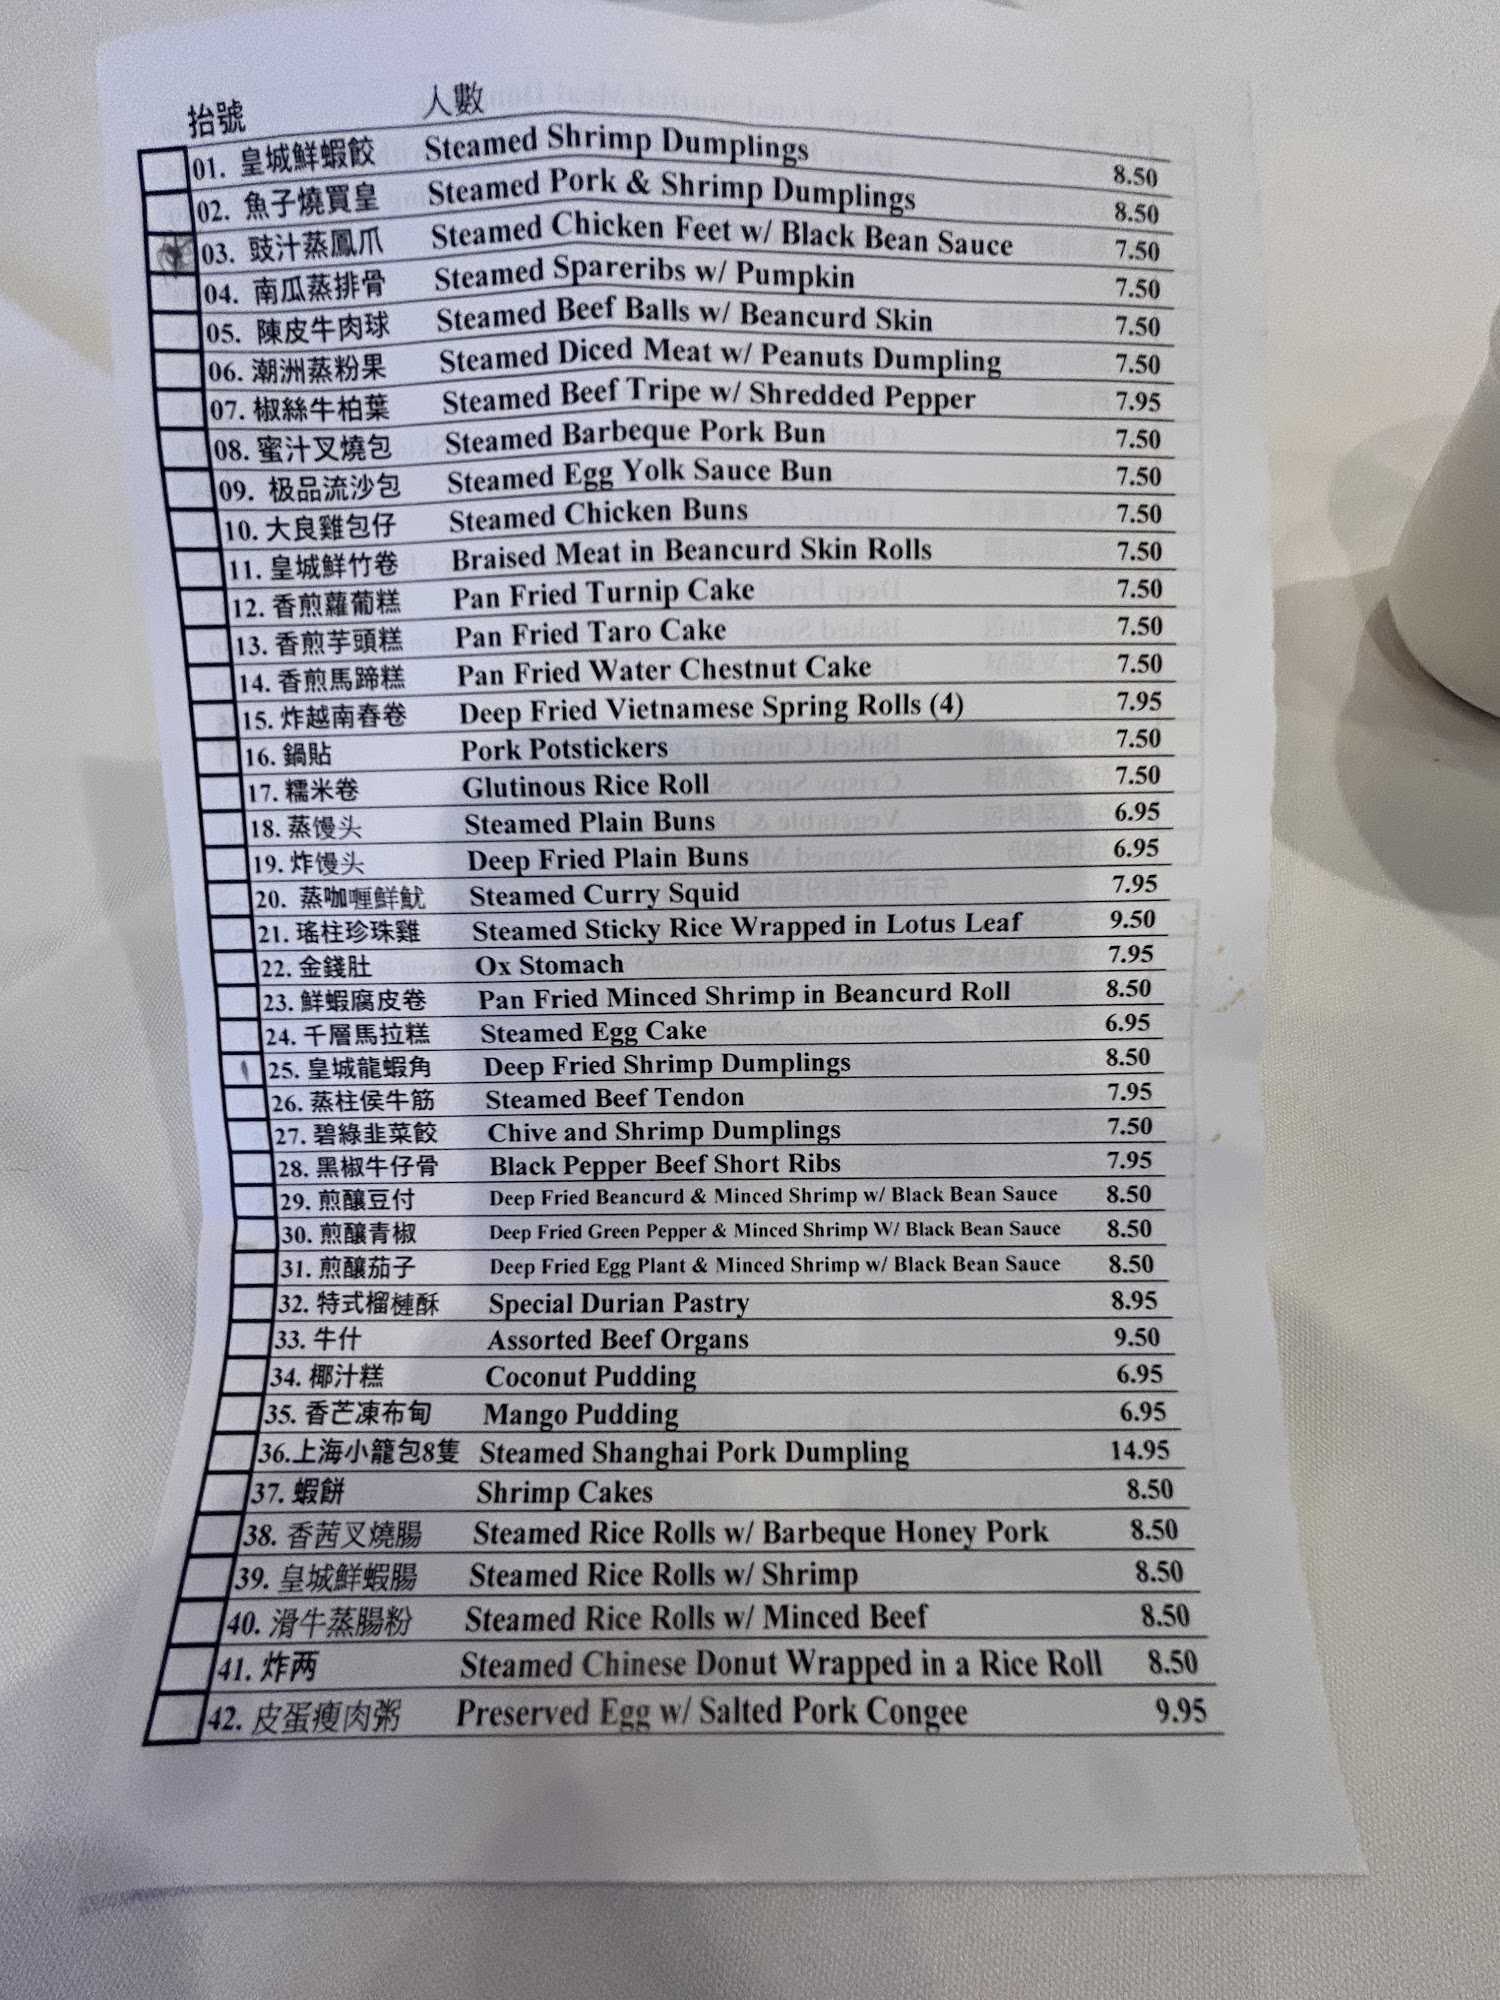 抬號 人數
01. 皇城鮮蝦餃 Steamed Shrimp Dumplings 8.50
02. 魚子燒買皇 Steamed Pork & Shrimp Dumplings 8.50
03. 豉汁蒸鳳爪 Steamed Chicken Feet w/ Black Bean Sauce 7.50
04. 南瓜蒸排骨 Steamed Spareribs w/ Pumpkin 7.50
05. 陳皮牛肉球 Steamed Beef Balls w/ Beancurd Skin 7.50
06. 潮洲蒸粉果 Steamed Diced Meat w/ Peanuts Dumpling 7.50
07. 椒絲牛柏葉 Steamed Beef Tripe w/ Shredded Pepper 7.95
08. 蜜汁叉燒包 Steamed Barbeque Pork Bun 7.50
09. 极品流沙包 Steamed Egg Yolk Sauce Bun 7.50
10. 大良雞包仔 Steamed Chicken Buns 7.50
11. 皇城鮮竹卷 Braised Meat in Beancurd Skin Rolls 7.50
12. 香煎蘿蔔糕 Pan Fried Turnip Cake 7.50
13. 香煎芋頭糕 Pan Fried Taro Cake 7.50
14. 香煎馬蹄糕 Pan Fried Water Chestnut Cake 7.50
15. 炸越南春卷 Deep Fried Vietnamese Spring Rolls (4) 7.95
16. 鍋貼 Pork Potstickers 7.50
17. 糯米卷 Glutinous Rice Roll 7.50
18. 蒸馒头 Steamed Plain Buns 6.95
19. 炸馒头 Deep Fried Plain Buns 6.95
20. 蒸咖喱鮮魷 Steamed Curry Squid 7.95
21. 瑤柱珍珠雞 Steamed Sticky Rice Wrapped in Lotus Leaf 9.50
22. 金錢肚 Ox Stomach 7.95
23. 鮮蝦腐皮卷 Pan Fried Minced Shrimp in Beancurd Roll 8.50
24. 千層馬拉糕 Steamed Egg Cake 6.95
25. 皇城龍蝦角 Deep Fried Shrimp Dumplings 8.50
26. 蒸柱侯牛筋 Steamed Beef Tendon 7.95
27. 碧綠韭菜餃 Chive and Shrimp Dumplings 7.50
28. 黑椒牛仔骨 Black Pepper Beef Short Ribs 7.95
29. 煎釀豆付 Deep Fried Beancurd & Minced Shrimp w/ Black Bean Sauce 8.50
30. 煎釀青椒 Deep Fried Green Pepper & Minced Shrimp W/ Black Bean Sauce 8.50
31. 煎釀茄子 Deep Fried Egg Plant & Minced Shrimp w/ Black Bean Sauce 8.50
32. 特式榴槤酥 Special Durian Pastry 8.95
33. 牛什 Assorted Beef Organs 9.50
34. 椰汁糕 Coconut Pudding 6.95
35. 香芒凍布甸 Mango Pudding 6.95
36.上海小籠包8隻 Steamed Shanghai Pork Dumpling 14.95
37. 蝦餅 Shrimp Cakes 8.50
38. 香茜叉燒腸 Steamed Rice Rolls w/ Barbeque Honey Pork 8.50
39. 皇城鮮蝦腸 Steamed Rice Rolls w/ Shrimp 8.50
40. 滑牛蒸腸粉 Steamed Rice Rolls w/ Minced Beef 8.50
41. 炸两 Steamed Chinese Donut Wrapped in a Rice Roll 8.50
42. 皮蛋瘦肉粥 Preserved Egg w/ Salted Pork Congee 9.95